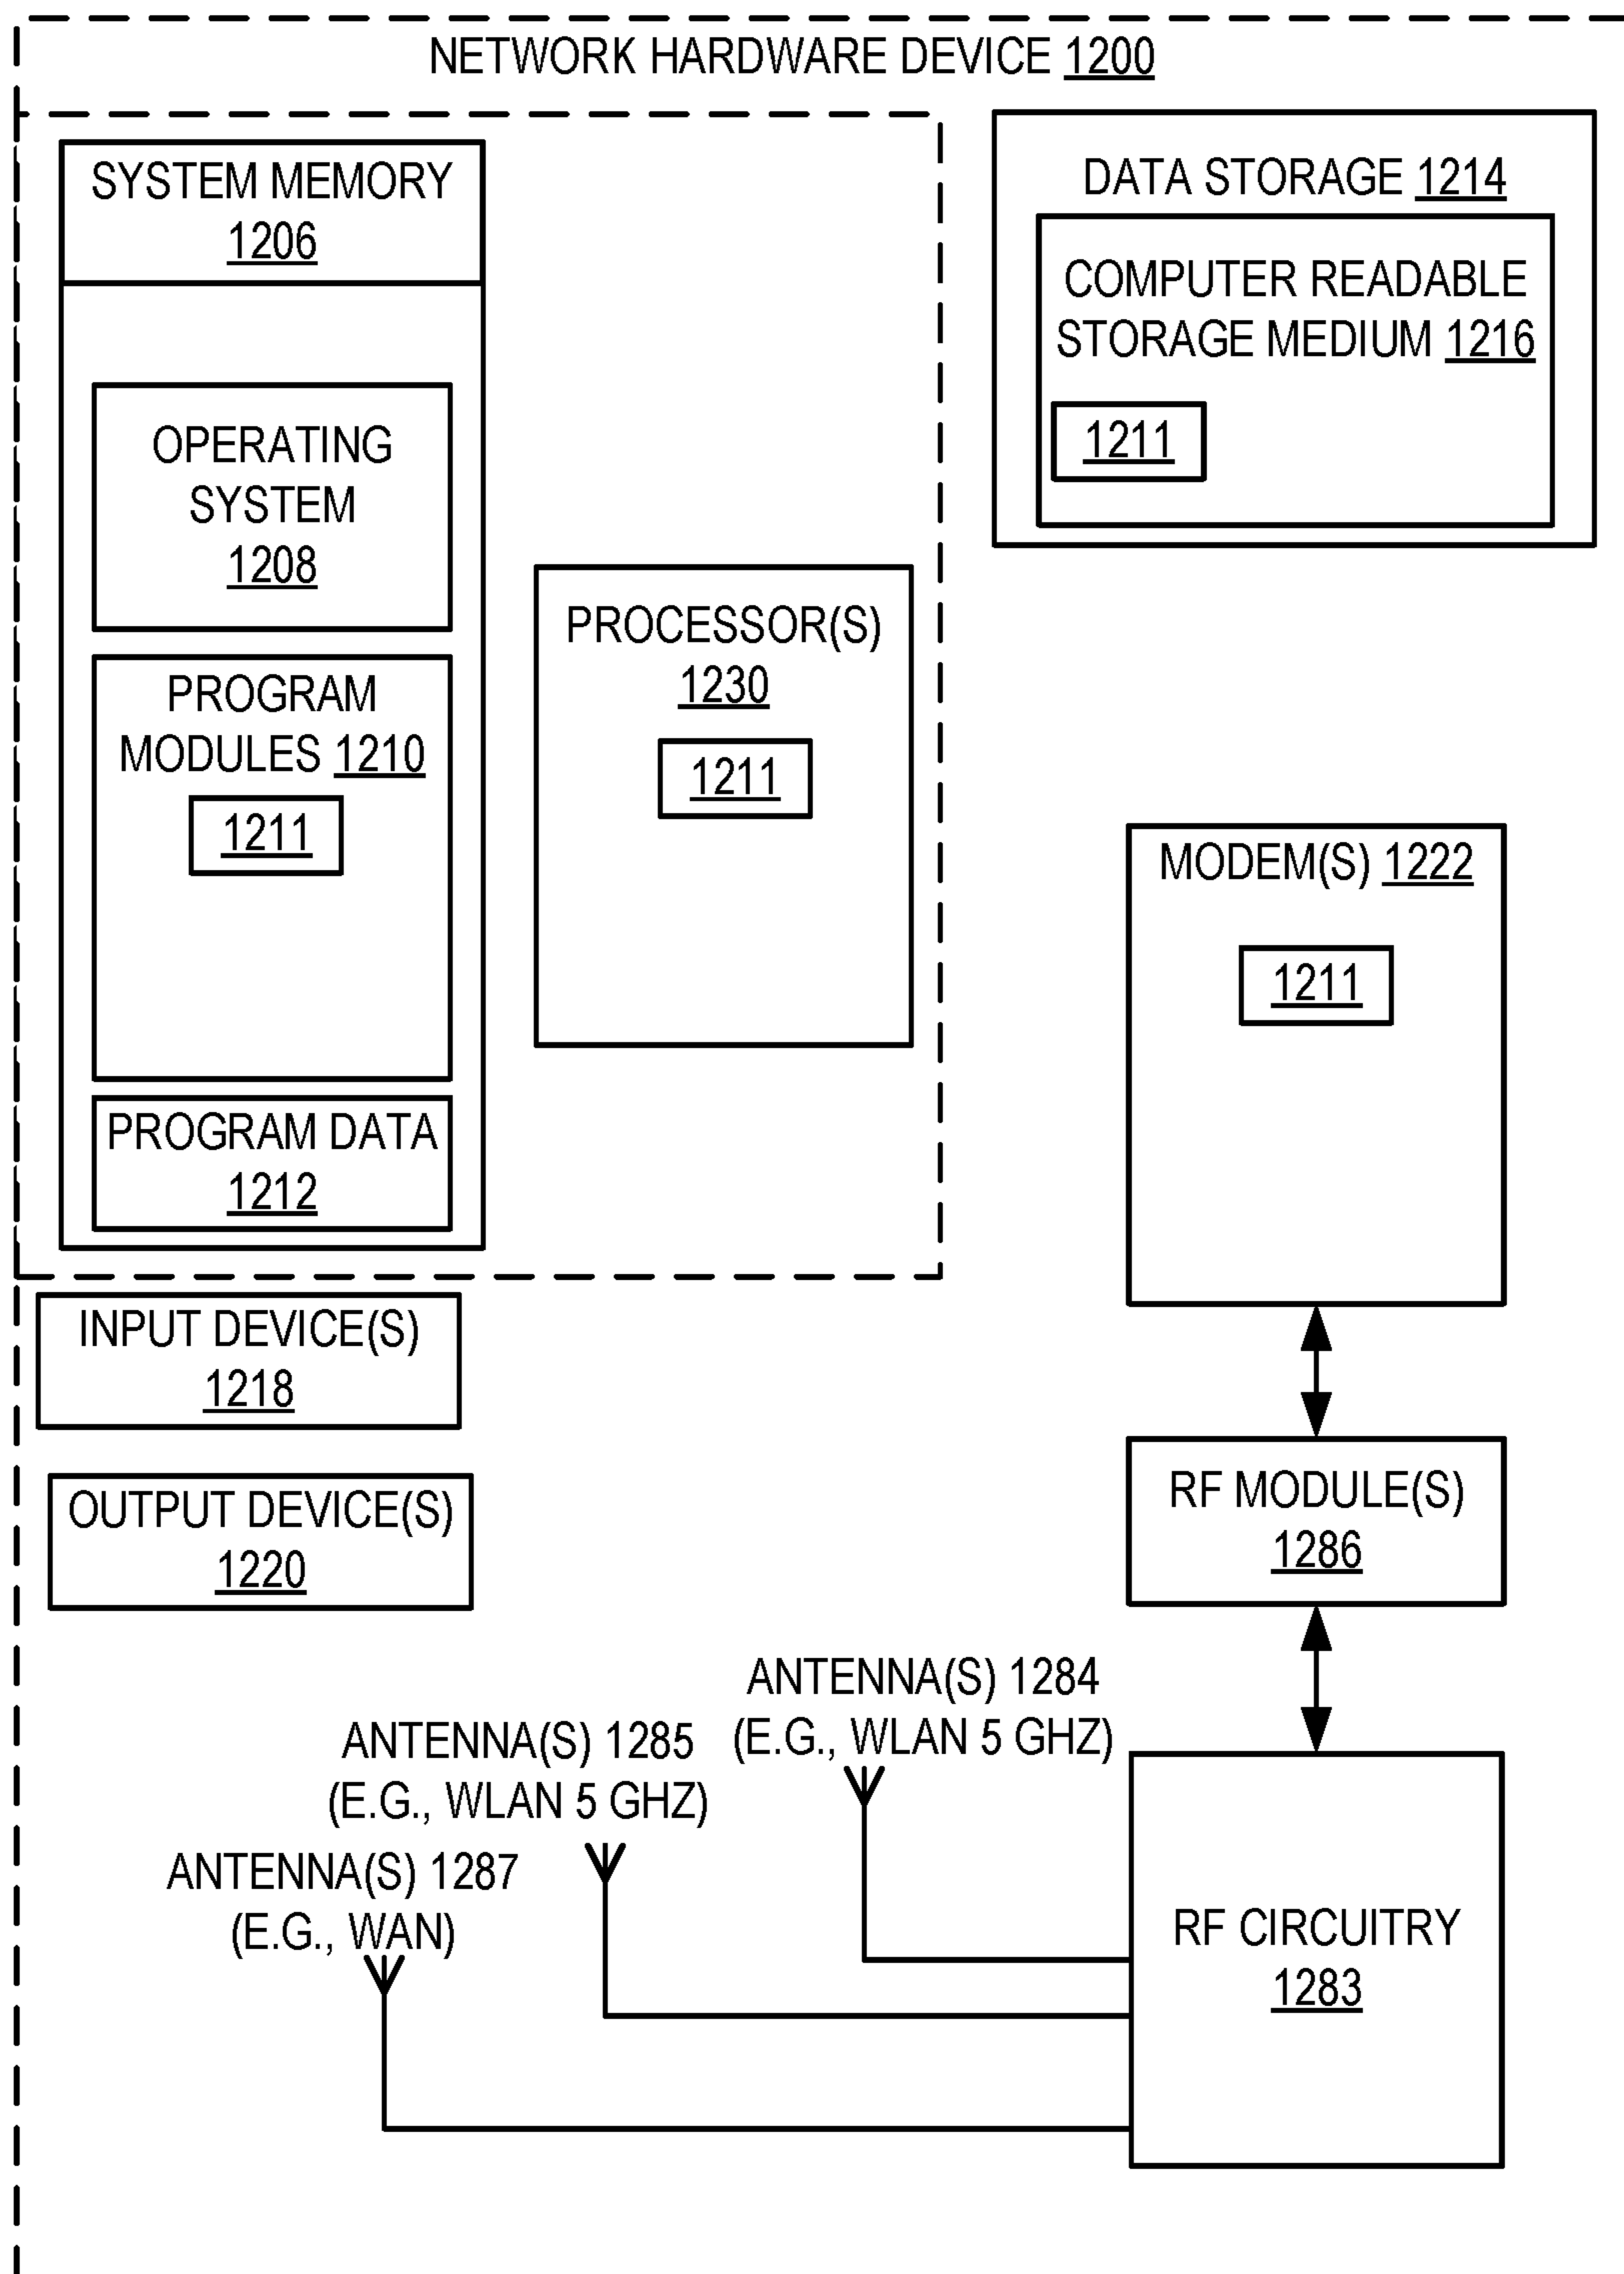 NETWORK HARDWARE DEVICE 1200
SYSTEM MEMORY
1206
OPERATING
SYSTEM
1208
PROGRAM
MODULES 1210
1211
PROGRAM DATA
1212
PROCESSOR(S)
1230
1211
DATA STORAGE 1214
COMPUTER READABLE
STORAGE MEDIUM 1216
1211
MODEM(S) 1222
1211
INPUT DEVICE(S)
1218
OUTPUT DEVICE(S)
1220
RF MODULE(S)
1286
ANTENNA(S) 1284
(E.G., WLAN 5 GHZ)
ANTENNA(S) 1285
(E.G., WLAN 5 GHZ)
ANTENNA(S) 1287
(E.G., WAN)
RF CIRCUITRY
1283